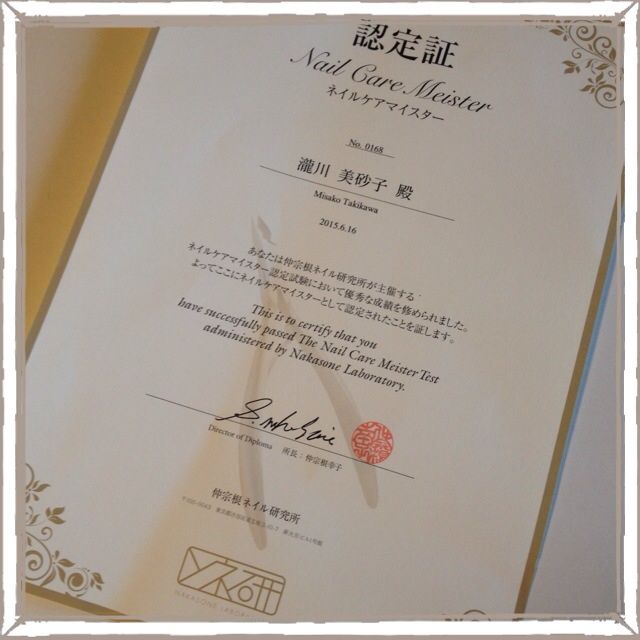 認定証
Nail Care Meister
ネイルケアマイスター
No. 0168
瀧川 美砂子 殿
Misako Takikawa
2015.6.16
あなたは仲宗根ネイル研究所が主催する
ネイルケアマイスター認定試験において優秀な成績を修められました。
よってここにネイルケアマイスターとして認定されたことを証します。
This is to certify that you
have successfully passed The Nail Care Meister Test
administered by Nakasone Laboratory.
Director of Diploma 所長：仲宗根幸子
仲宗根ネイル研究所
ソネ研
NAKASONE LABOR